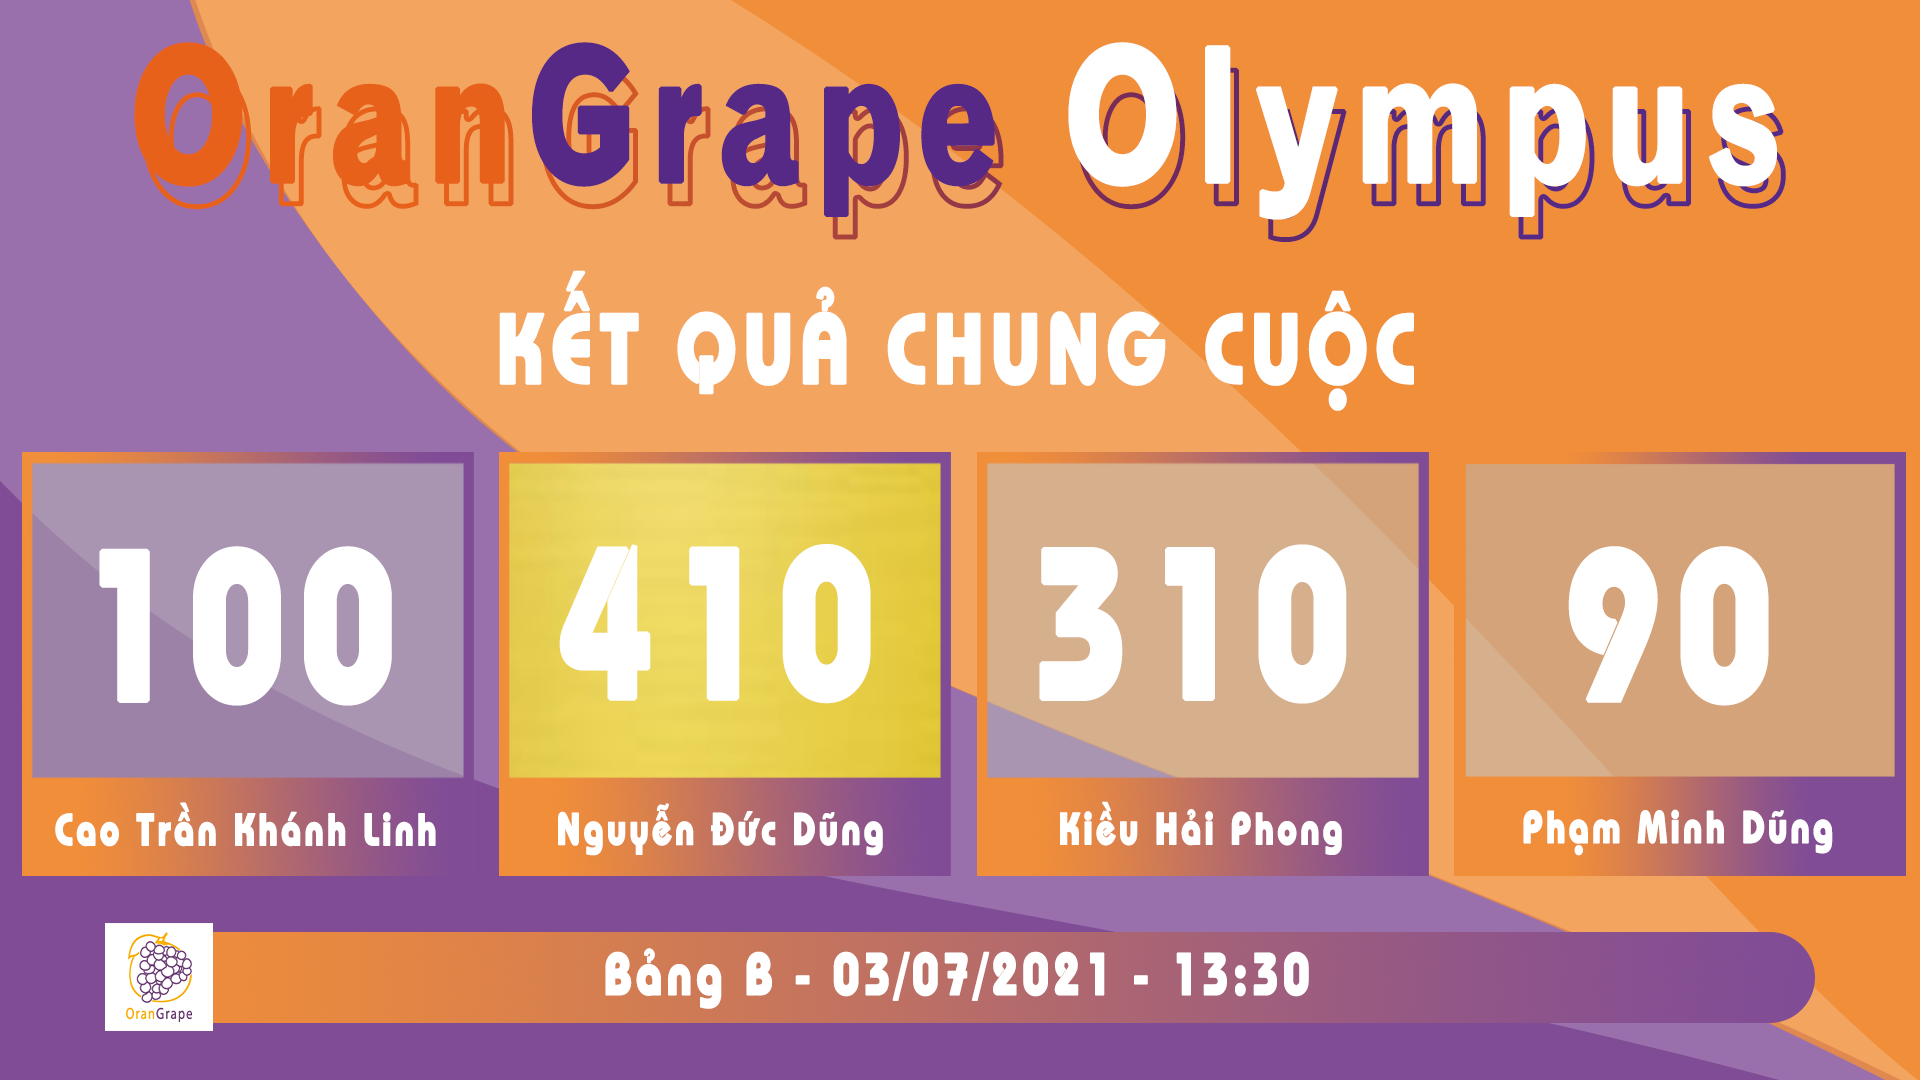 OranGrape Olympus
KẾT QUẢ CHUNG CUỘC
100 410 310 90
Cao Trần Khánh Linh Nguyễn Đức Dũng Kiều Hải Phong Phạm Minh Dũng
Bảng B - 03/07/2021 - 13:30
OranGrape